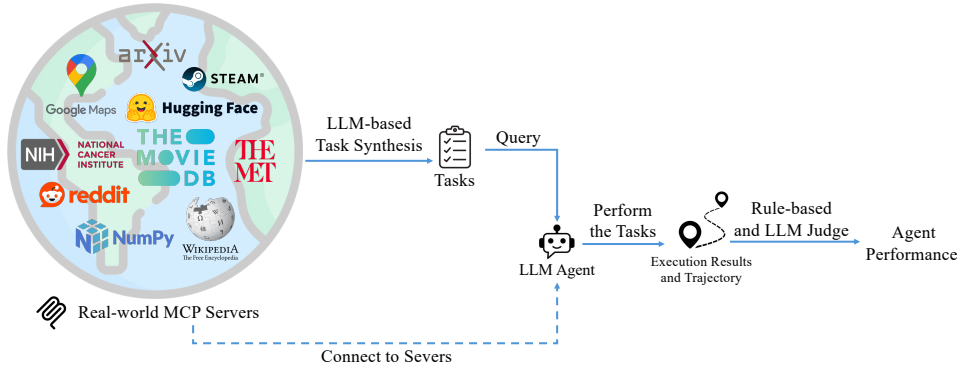 arXiv
STEAM®
Google Maps
Hugging Face
NIH
NATIONAL
CANCER
INSTITUTE
THE
MOVIE
DB
THE
MET
reddit
NumPy
WIKIPEDIA
The Free Encyclopedia
Real-world MCP Servers
LLM-based
Task Synthesis
Tasks
Query
LLM Agent
Perform
the Tasks
Execution Results
and Trajectory
Rule-based
and LLM Judge
Agent
Performance
Connect to Severs